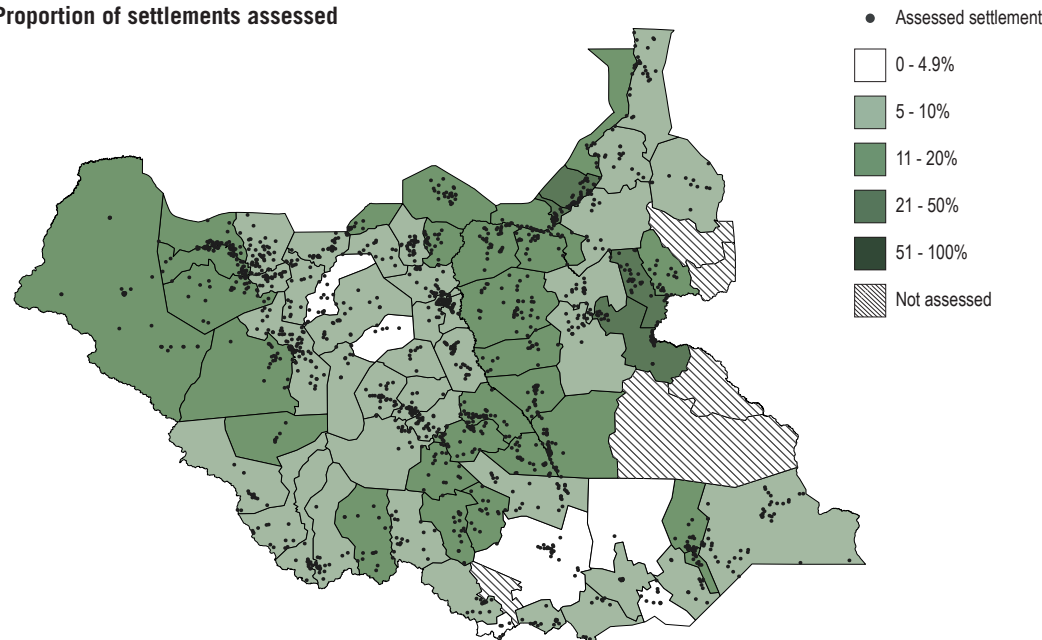 Proportion of settlements assessed
Assessed settlement
0 - 4.9%
5 - 10%
11 - 20%
21 - 50%
51 - 100%
Not assessed